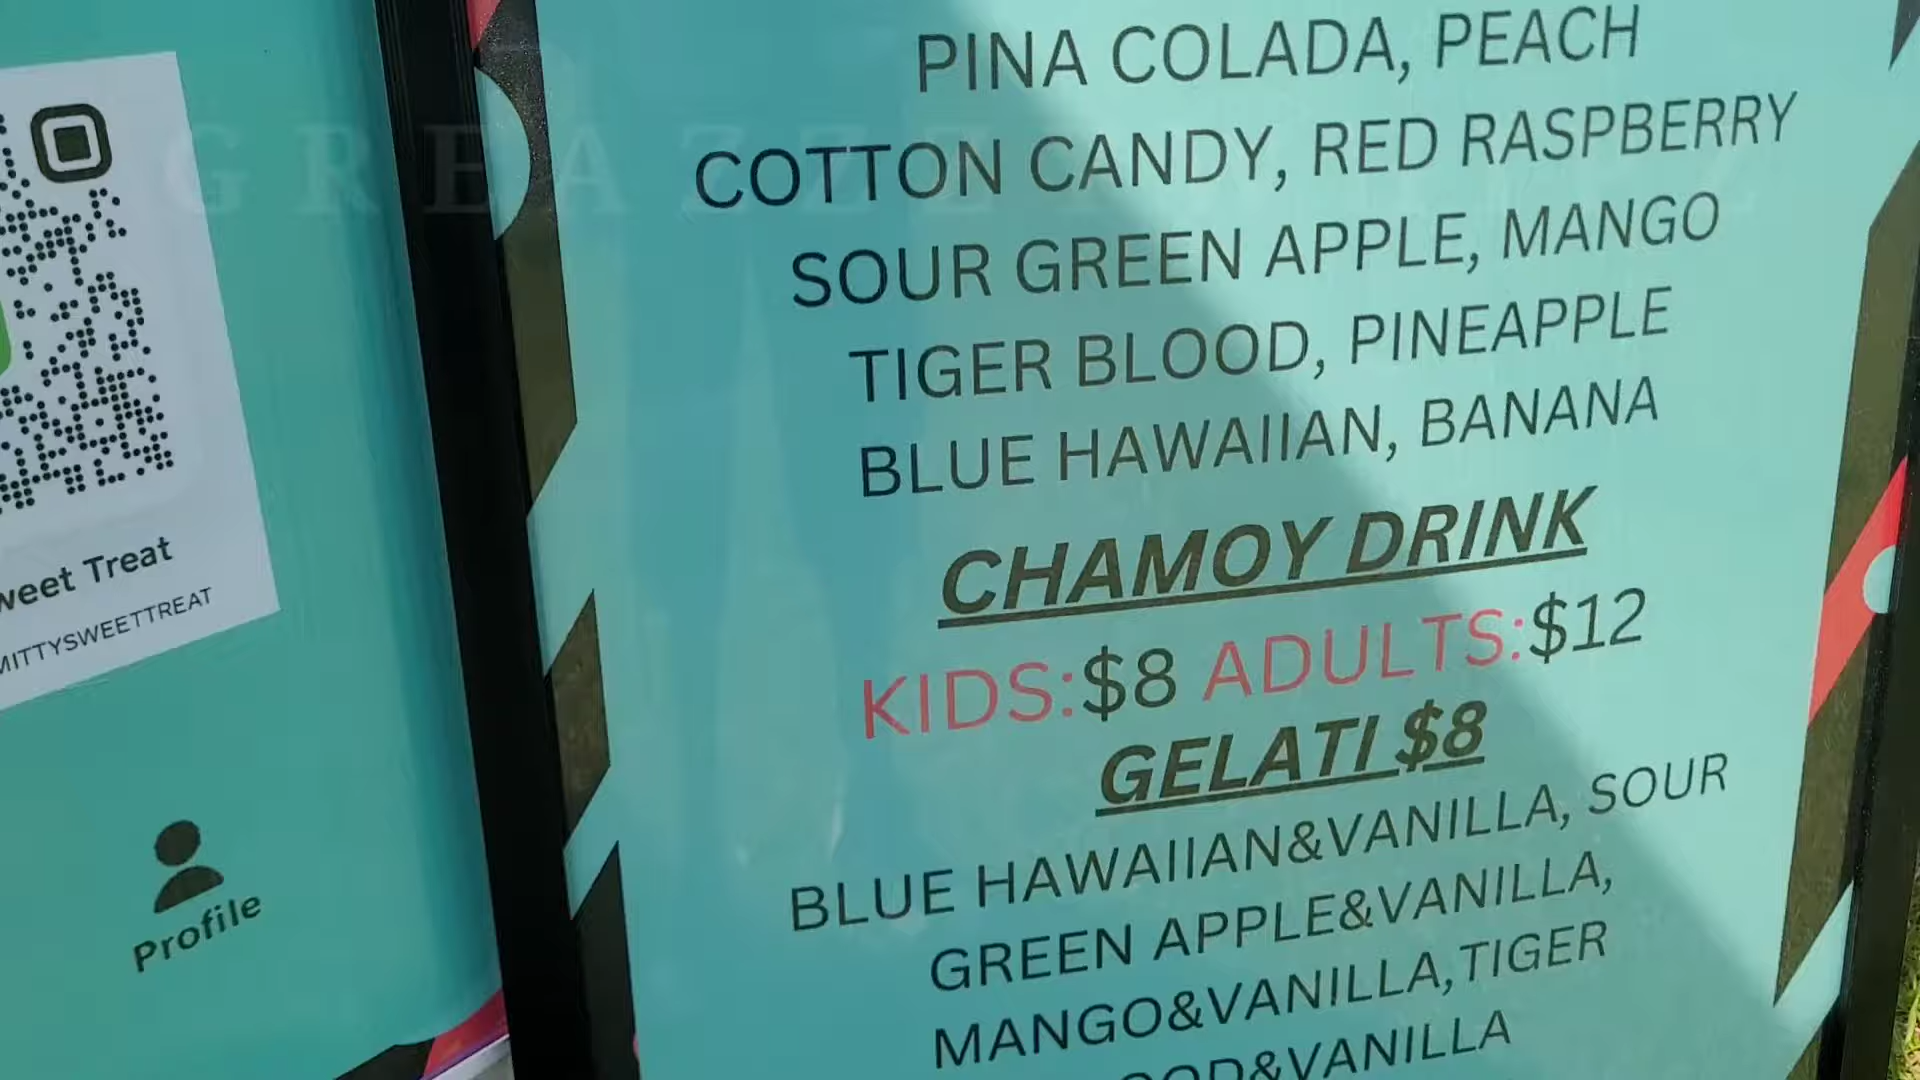 PINA COLADA, PEACH
COTTON CANDY, RED RASPBERRY
SOUR GREEN APPLE, MANGO
TIGER BLOOD, PINEAPPLE
BLUE HAWAIIAN, BANANA
CHAMOY DRINK
KIDS:$8 ADULTS:$12
GELATI $8
BLUE HAWAIIAN&VANILLA, SOUR
GREEN APPLE&VANILLA,
MANGO&VANILLA,TIGER
&VANILLA
Treat
Profile